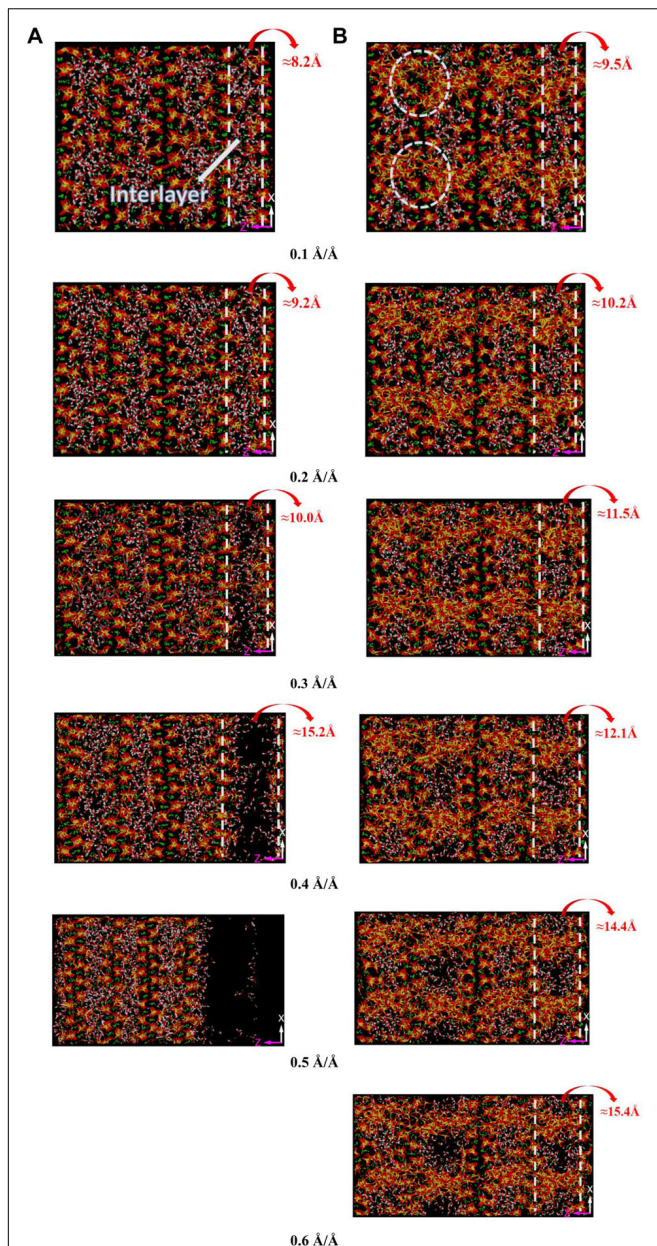 A
B
≈8.2Å
≈9.5Å
Interlayer
X
Z
X
Z
0.1 Å/Å
≈9.2Å
≈10.2Å
X
Z
X
Z
0.2 Å/Å
≈10.0Å
≈11.5Å
X
Z
X
Z
0.3 Å/Å
≈15.2Å
≈12.1Å
X
Z
X
Z
0.4 Å/Å
≈14.4Å
X
Z
X
Z
0.5 Å/Å
≈15.4Å
X
Z
0.6 Å/Å